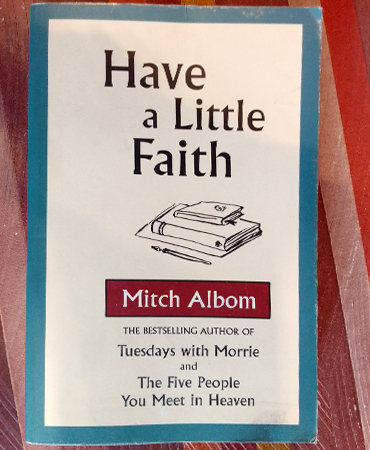 Have
a Little
Faith
Mitch Albom
THE BESTSELLING AUTHOR OF
Tuesdays with Morrie
and
The Five People
You Meet in Heaven